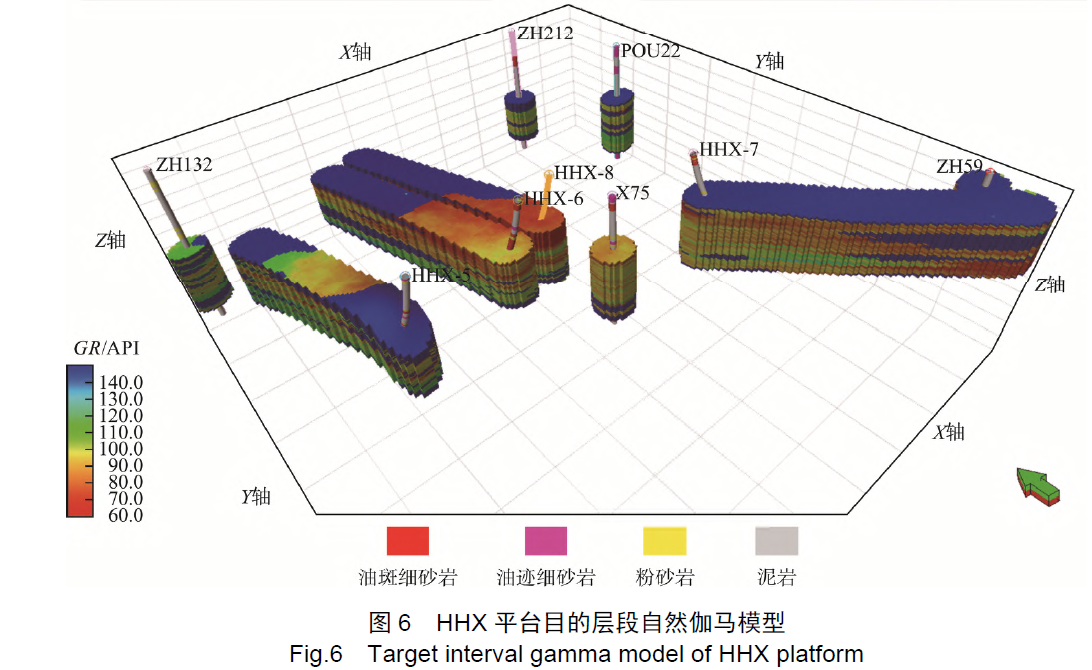 ZH212
X轴
POU22
Y轴
HHX-7
ZH132
HHX-8
ZH59
HHX-6
X75
Z轴
HHX-5
Z轴
GR/API
140.0
130.0
120.0
110.0
100.0
90.0
80.0
70.0
60.0
X轴
Y轴
油斑细砂岩 油迹细砂岩 粉砂岩 泥岩
图 6 HHX 平台目的层段自然伽马模型
Fig.6 Target interval gamma model of HHX platform